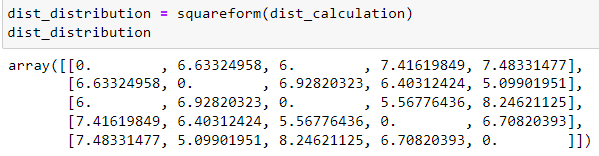 dist_distribution = squareform(dist_calculation)
dist_distribution
array([[0.        , 6.63324958, 6.        , 7.41619849, 7.48331477],
       [6.63324958, 0.        , 6.92820323, 6.40312424, 5.09901951],
       [6.        , 6.92820323, 0.        , 5.56776436, 8.24621125],
       [7.41619849, 6.40312424, 5.56776436, 0.        , 6.70820393],
       [7.48331477, 5.09901951, 8.24621125, 6.70820393, 0.        ]])